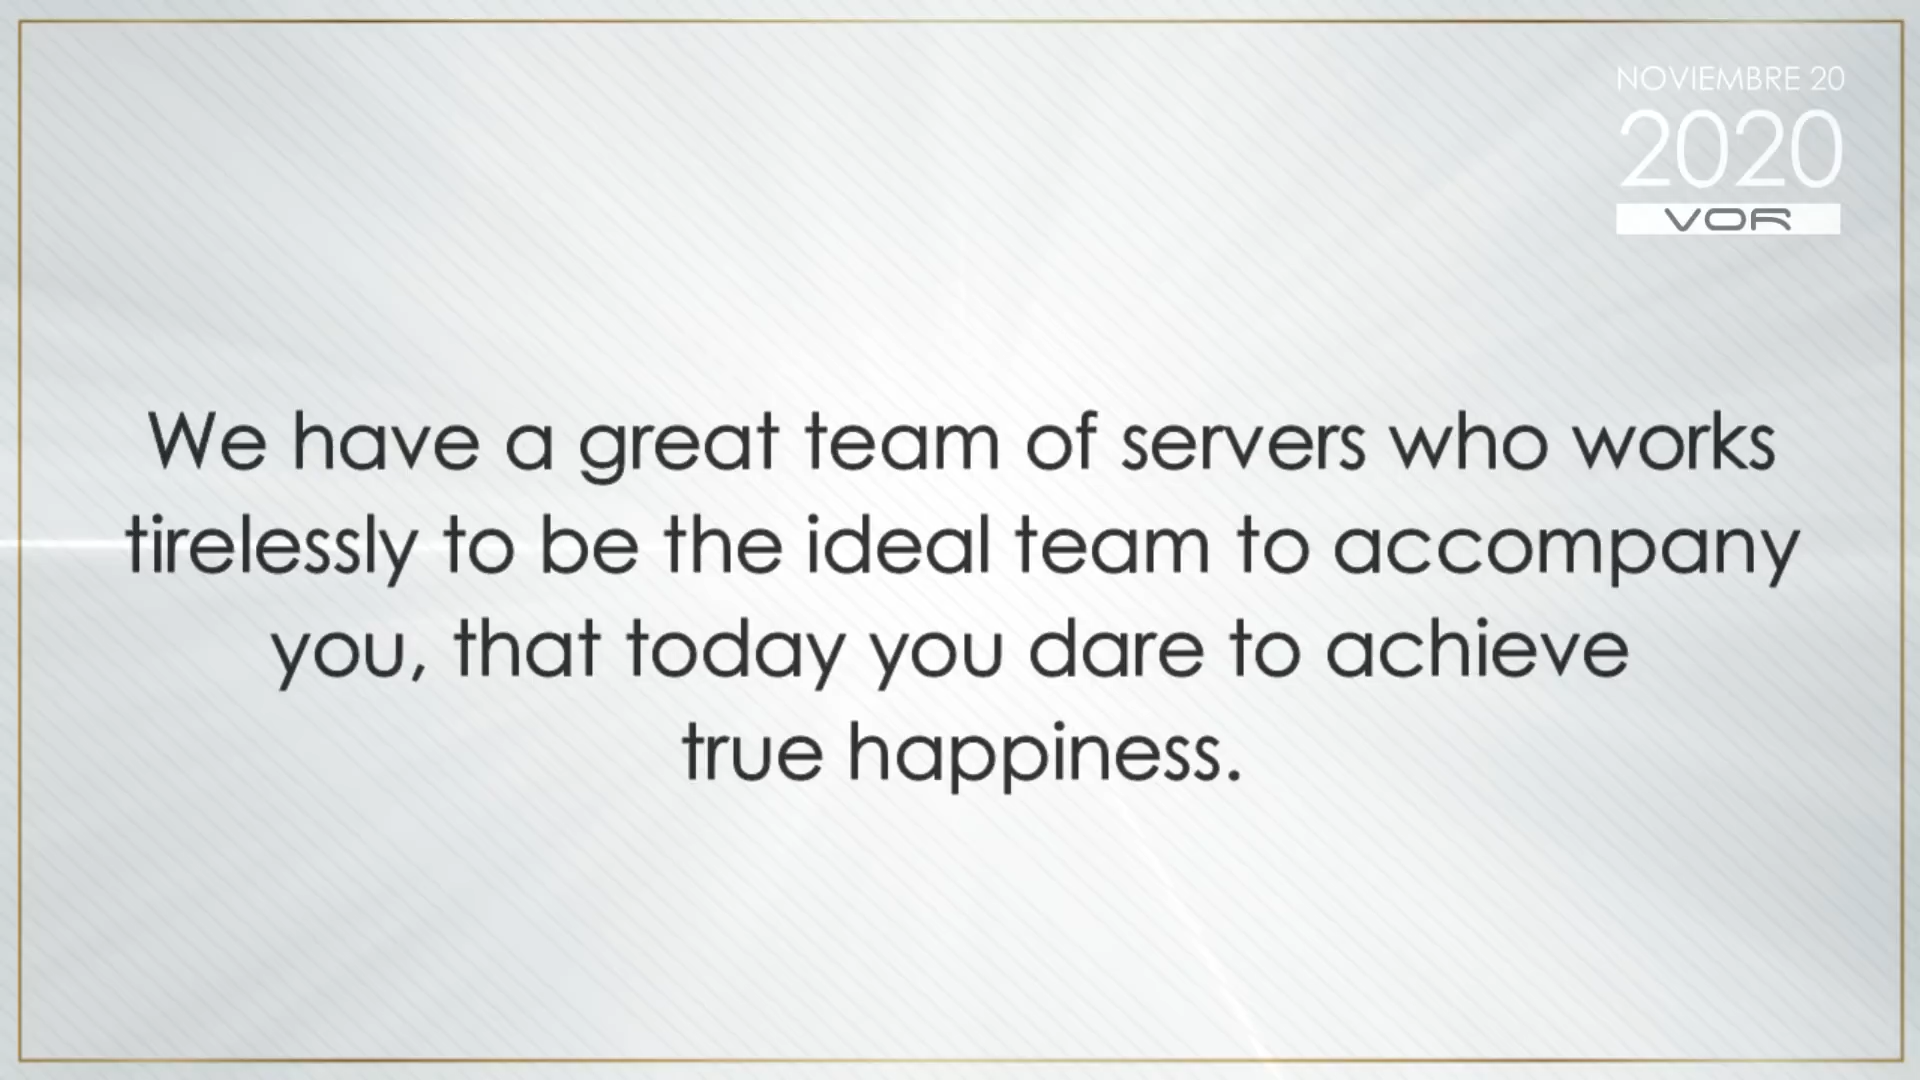 NOVIEMBRE 20
2020
VOR
We have a great team of servers who works
tirelessly to be the ideal team to accompany
you, that today you dare to achieve
true happiness.